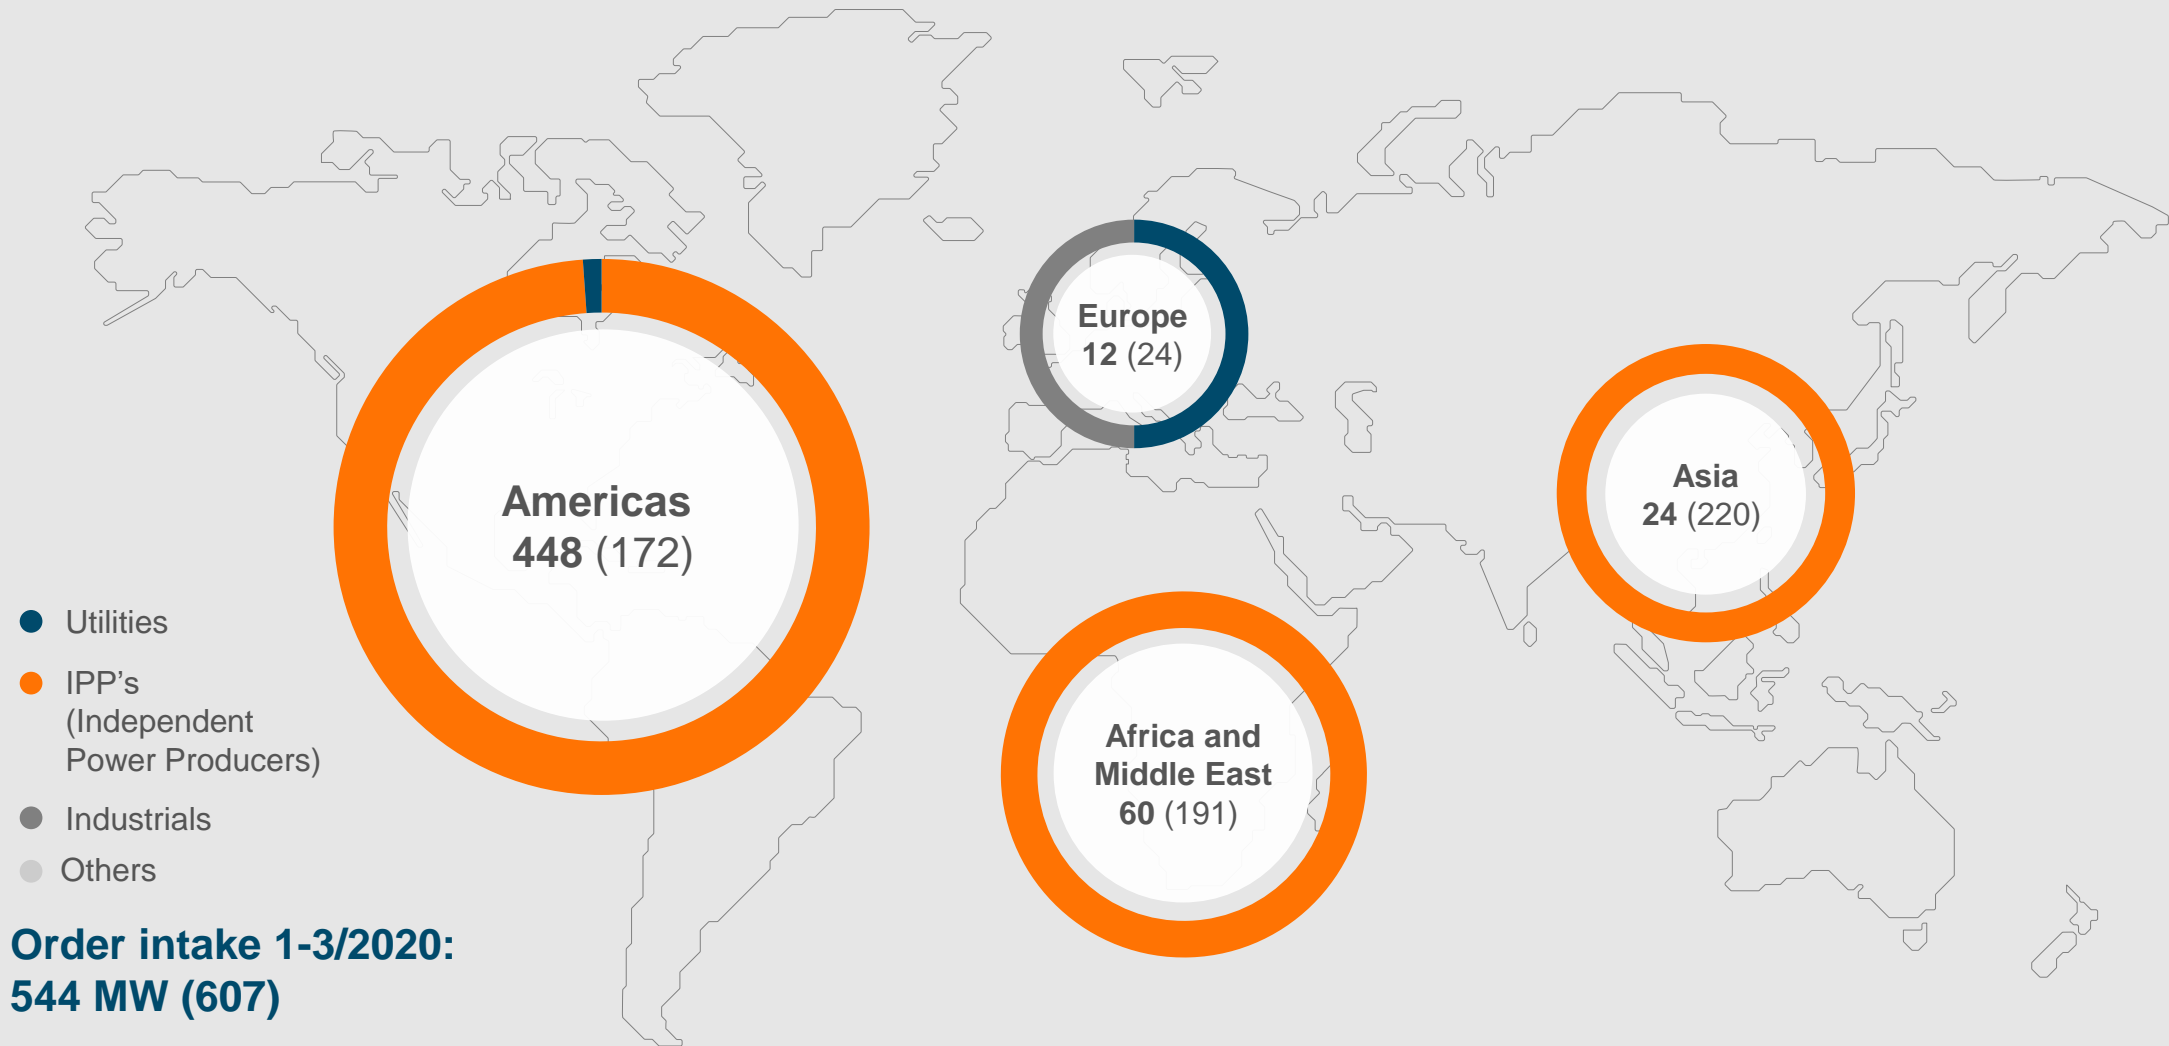 Europe
12 (24)
Americas
448 (172)
Asia
24 (220)
Africa and
Middle East
60 (191)
Utilities
IPP's
(Independent
Power Producers)
Industrials
Others
Order intake 1-3/2020:
544 MW (607)